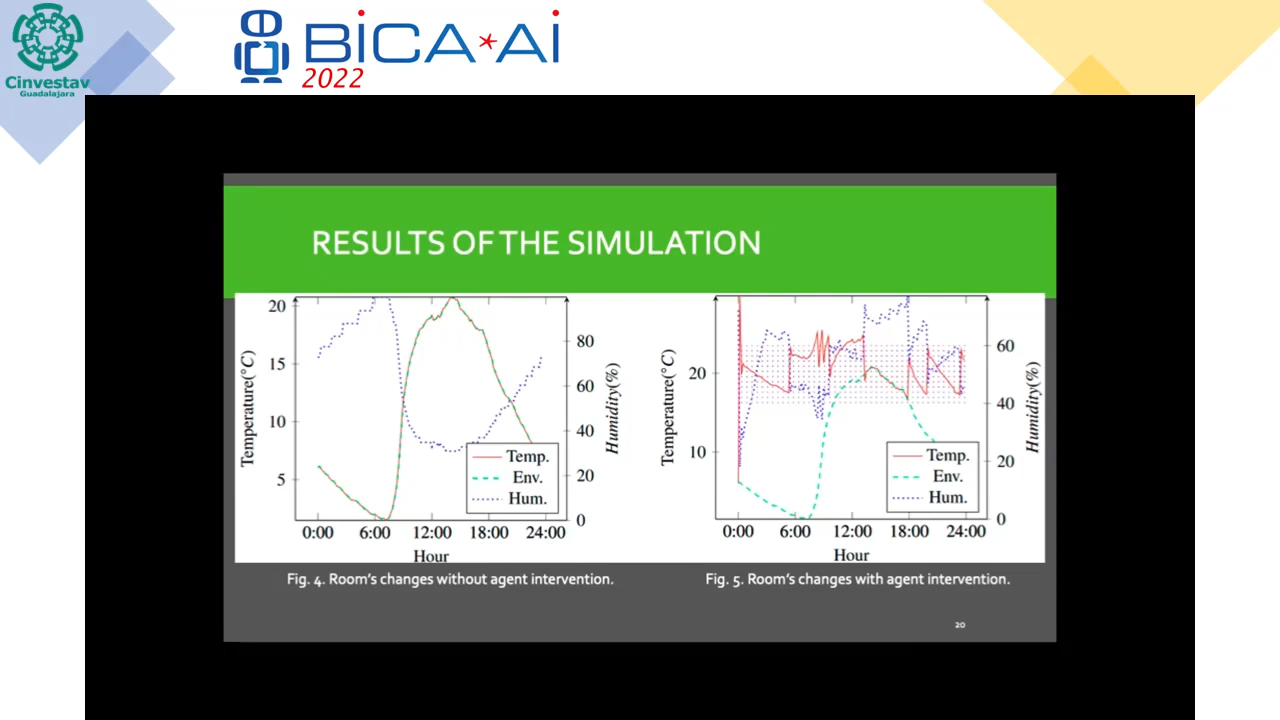 Cinvestav
Guadalajara
BiCA*Ai
2022
RESULTS OF THE SIMULATION
20
15
10
5
Temperature(°C)
80
60
40
20
0
Humidity(%)
Temp.
Env.
Hum.
0:00 6:00 12:00 18:00 24:00
Hour
Fig. 4. Room's changes without agent intervention.
20
10
Temperature(°C)
60
40
20
0
Humidity(%)
Temp.
Env.
Hum.
0:00 6:00 12:00 18:00 24:00
Hour
Fig. 5. Room's changes with agent intervention.
20